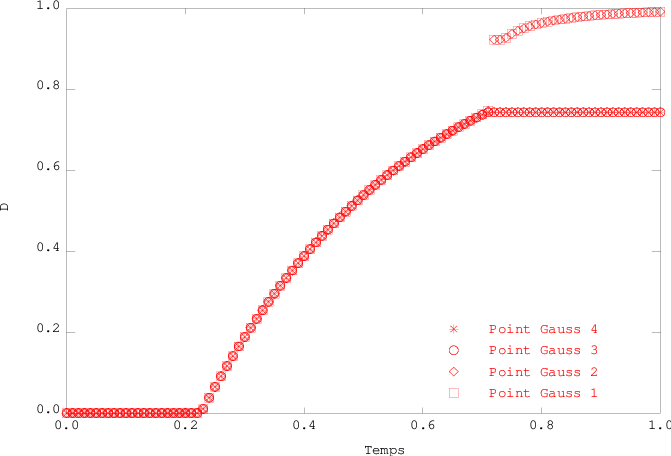 1.0
0.8
0.6
D
0.4
0.2
0.0
Point Gauss 4
Point Gauss 3
Point Gauss 2
Point Gauss 1
0.0 0.2 0.4 0.6 0.8 1.0
Temps